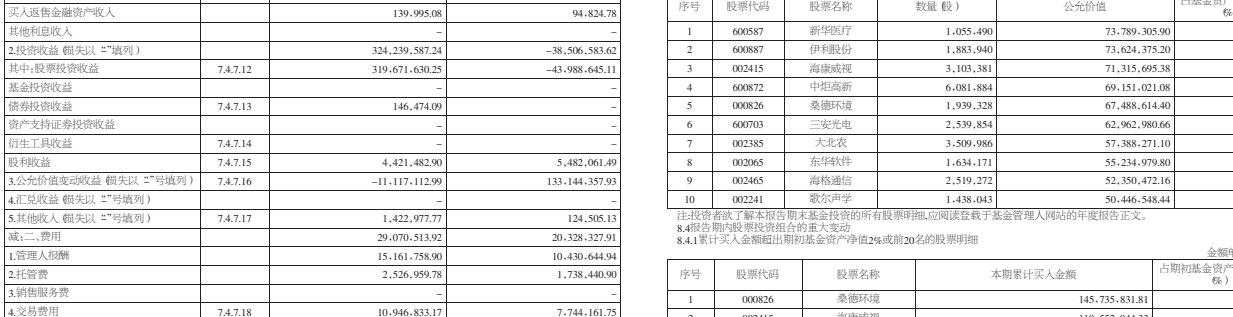 买入返售金融资产收入 139,995.08 94,824.78
其他利息收入 – –
2.投资收益(损失以“-”填列) 324,239,587.24 -38,506,583.62
其中:股票投资收益 7.4.7.12 319,671,630.25 -43,988,645.11
基金投资收益 – –
债券投资收益 7.4.7.13 146,474.09 –
资产支持证券投资收益 – –
衍生工具收益 7.4.7.14 – –
股利收益 7.4.7.15 4,421,482.90 5,482,061.49
3.公允价值变动收益(损失以“-”号填列) 7.4.7.16 -11,117,112.99 133,144,357.93
4.汇兑收益(损失以“-”号填列) – –
5.其他收入(损失以“-”号填列) 7.4.7.17 1,422,977.77 124,505.13
减:二、费用 29,070,513.92 20,328,327.91
1.管理人报酬 15,161,758.90 10,430,644.94
2.托管费 2,526,959.78 1,738,440.90
3.销售服务费 – –
4.交易费用 7.4.7.18 10,946,833.17 7,744,161.75
序号 股票代码 股票名称 数量(股) 公允价值
1 600587 新华医疗 1,055,490 73,789,305.90
2 600887 伊利股份 1,883,940 73,624,375.20
3 002415 海康威视 3,103,381 71,315,695.38
4 600872 中炬高新 6,081,884 69,151,021.08
5 000826 桑德环境 1,939,328 67,488,614.40
6 600703 三安光电 2,539,854 62,962,980.66
7 002385 大北农 3,509,986 57,388,271.10
8 002065 东华软件 1,634,171 55,234,979.80
9 002465 海格通信 2,519,272 52,350,472.16
10 002241 歌尔声学 1,438,043 50,446,548.44
注:投资者欲了解本报告期末基金投资的所有股票明细,应阅读登载于基金管理人网站的年度报告正文。
8.4报告期内股票投资组合的重大变动
8.4.1累计买入金额超出期初基金资产净值2%或前20名的股票明细
金额单
序号 股票代码 股票名称 本期累计买入金额 占期初基金资产
(%)
1 000826 桑德环境 145,735,831.81